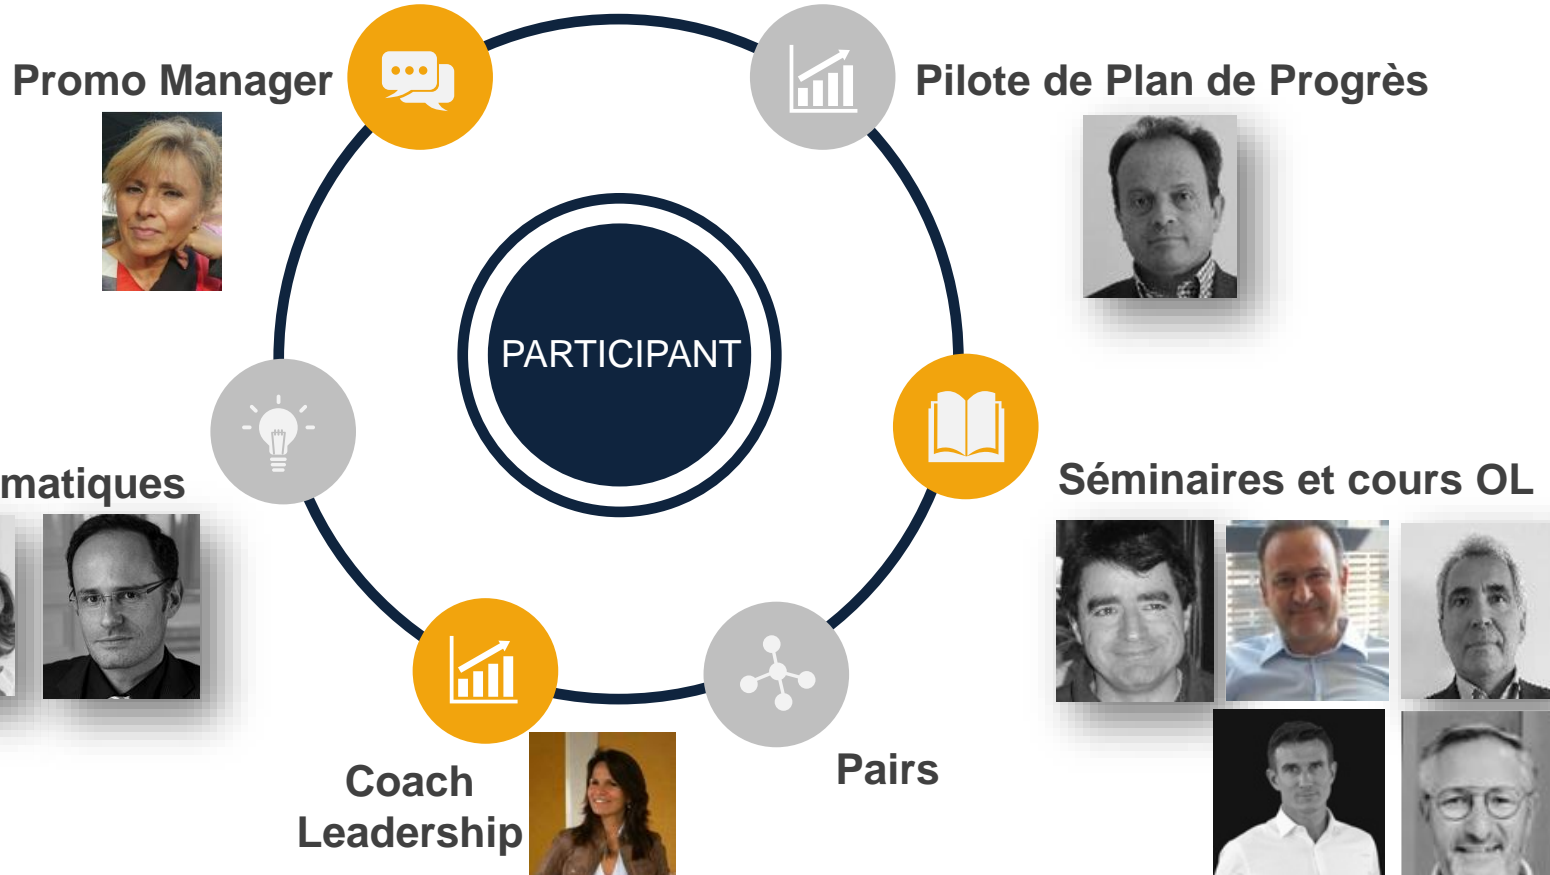 Promo Manager
Pilote de Plan de Progrès
PARTICIPANT
matiques
Séminaires et cours OL
Pairs
Coach
Leadership